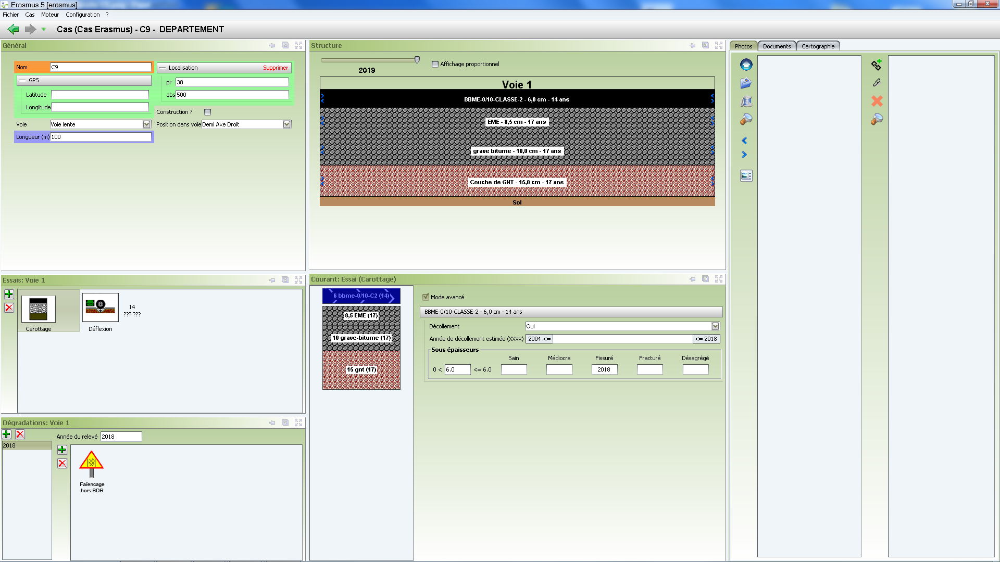 Erasmus 5 [erasmus]
Fichier Cas Moteur Configuration ?
Cas (Cas Erasmus) - C9 - DEPARTEMENT
Général
Nom C9
GPS
Latitude
Longitude
Localisation Supprimer
pr 38
abs 500
Construction ?
Voie Voie lente
Position dans voie Demi Axe Droit
Longueur (m) 100
Structure
2019
Affichage proportionnel
Voie 1
BBME-0/10-CLASSE-2 - 6,0 cm - 14 ans
EME - 8,5 cm - 17 ans
grave bitume - 10,0 cm - 17 ans
Couche de GNT - 15,0 cm - 17 ans
Sol
Photos Documents Cartographie
Essais: Voie 1
Carottage
Déflexion
14
??? ???
Courant: Essai (Carottage)
6 bbme-0/10-C2 (14)
8,5 EME (17)
10 grave-bitume (17)
15 gnt (17)
Mode avancé
BBME-0/10-CLASSE-2 - 6,0 cm - 14 ans
Décollement Oui
Année de décollement estimée (XXXX) 2004 <= <= 2018
Sous épaisseurs
Sain Médiocre Fissuré Fracturé Désagrégé
0 < 6.0 <= 6.0 2018
Dégradations: Voie 1
Année du relevé 2018
2018
Faïencage
hors BDR